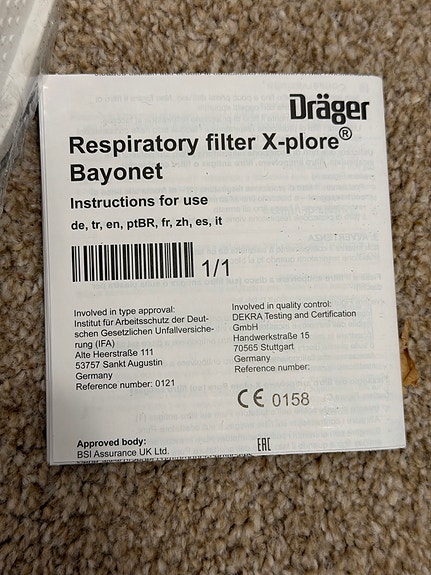 Dräger
Respiratory filter X-plore®
Bayonet
Instructions for use
de, tr, en, ptBR, fr, zh, es, it
1/1
Involved in type approval:
Institut für Arbeitsschutz der Deut-
schen Gesetzlichen Unfallversiche-
rung (IFA)
Alte Heerstraße 111
53757 Sankt Augustin
Germany
Reference number: 0121
Involved in quality control:
DEKRA Testing and Certification
GmbH
Handwerkstraße 15
70565 Stuttgart
Germany
Reference number:
CE 0158
Approved body:
BSI Assurance UK Ltd.
EAC